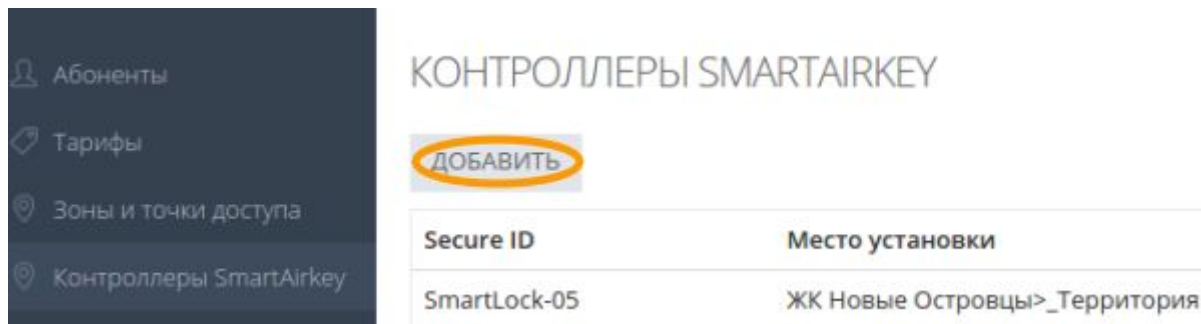 Абоненты
Тарифы
Зоны и точки доступа
Контроллеры SmartAirkey
КОНТРОЛЛЕРЫ SMARTAIRKEY
ДОБАВИТЬ
Secure ID Место установки
SmartLock-05 ЖК Новые Островцы>_Территория